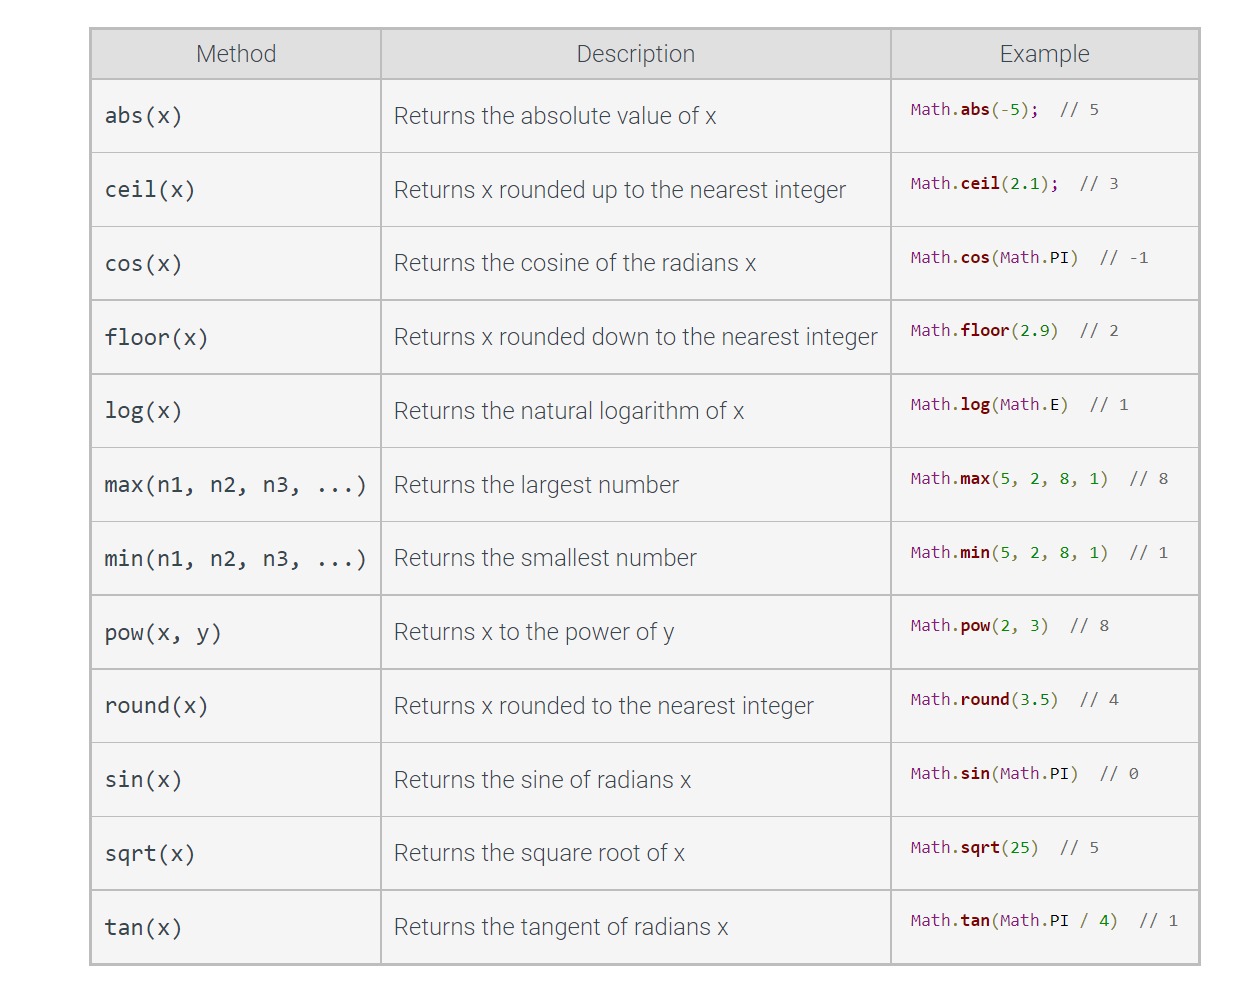 Method Description Example
abs(x) Returns the absolute value of x Math.abs(-5);  // 5
ceil(x) Returns x rounded up to the nearest integer Math.ceil(2.1);  // 3
cos(x) Returns the cosine of the radians x Math.cos(Math.PI)  // -1
floor(x) Returns x rounded down to the nearest integer Math.floor(2.9)  // 2
log(x) Returns the natural logarithm of x Math.log(Math.E)  // 1
max(n1, n2, n3, ...) Returns the largest number Math.max(5, 2, 8, 1)  // 8
min(n1, n2, n3, ...) Returns the smallest number Math.min(5, 2, 8, 1)  // 1
pow(x, y) Returns x to the power of y Math.pow(2, 3)  // 8
round(x) Returns x rounded to the nearest integer Math.round(3.5)  // 4
sin(x) Returns the sine of radians x Math.sin(Math.PI)  // 0
sqrt(x) Returns the square root of x Math.sqrt(25)  // 5
tan(x) Returns the tangent of radians x Math.tan(Math.PI / 4)  // 1